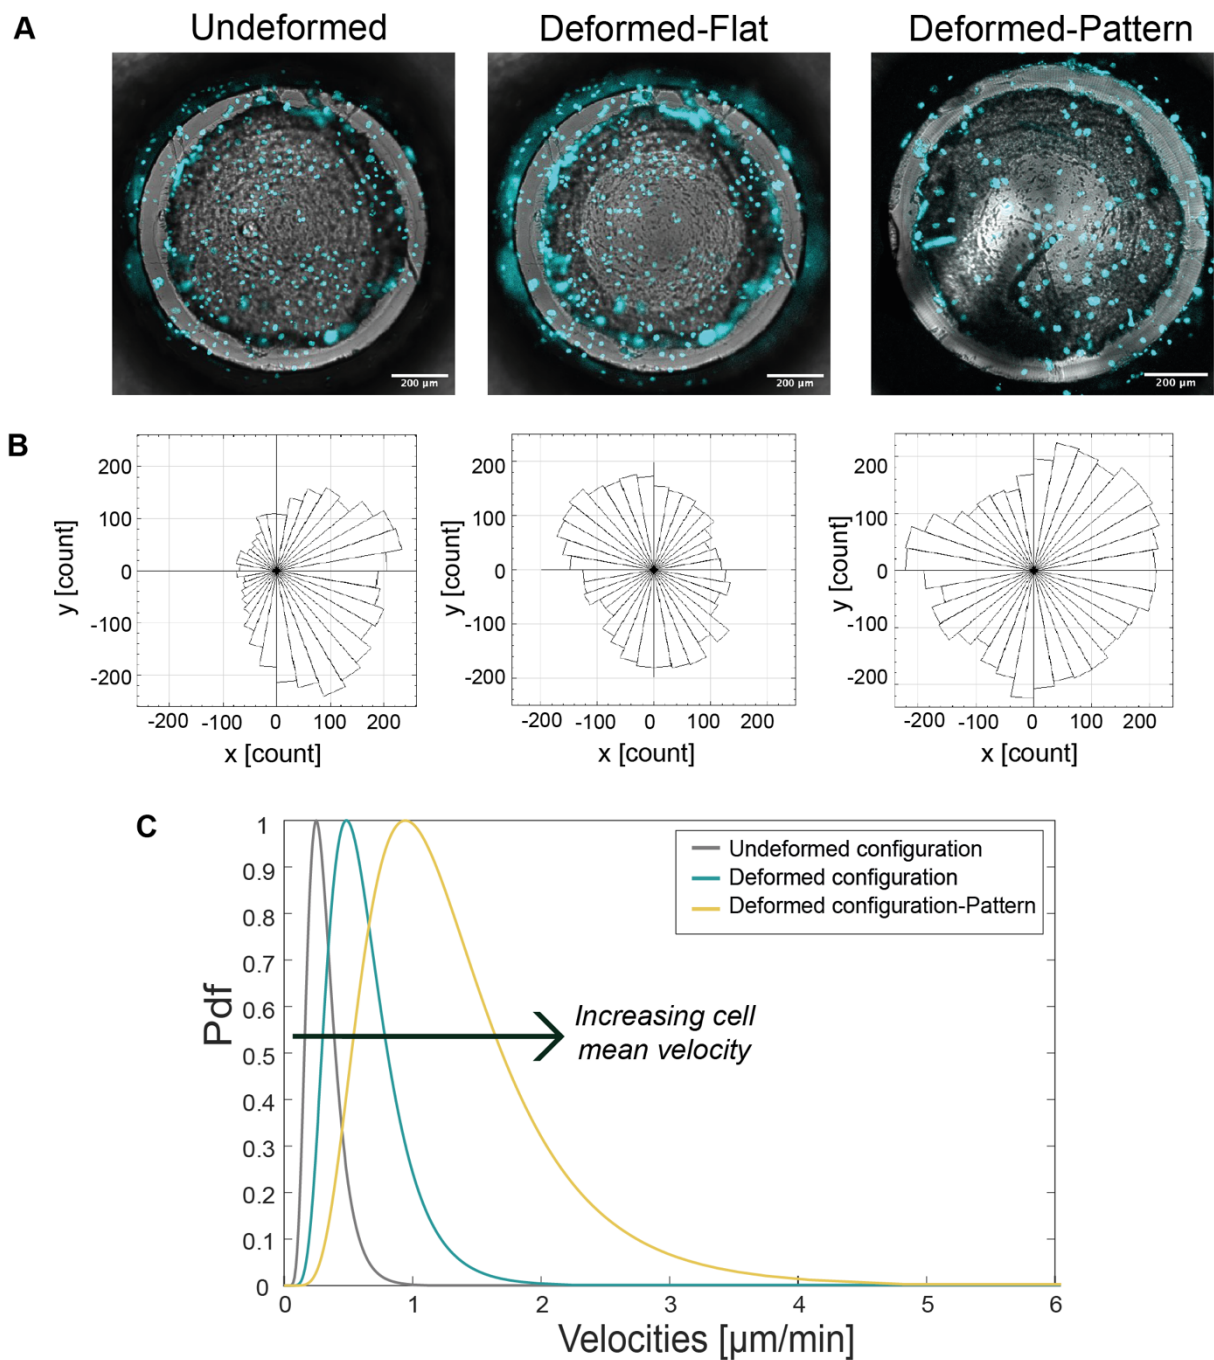 A
Undeformed
Deformed-Flat
Deformed-Pattern
200 µm
200 µm
200 µm
B
y [count]
200
100
0
-100
-200
-200 -100 0 100 200
x [count]
y [count]
200
100
0
-100
-200
-200 -100 0 100 200
x [count]
y [count]
200
100
0
-100
-200
-200 -100 0 100 200
x [count]
C
Pdf
1
0.9
0.8
0.7
0.6
0.5
0.4
0.3
0.2
0.1
0
Undeformed configuration
Deformed configuration
Deformed configuration-Pattern
Increasing cell
mean velocity
0 1 2 3 4 5 6
Velocities [µm/min]